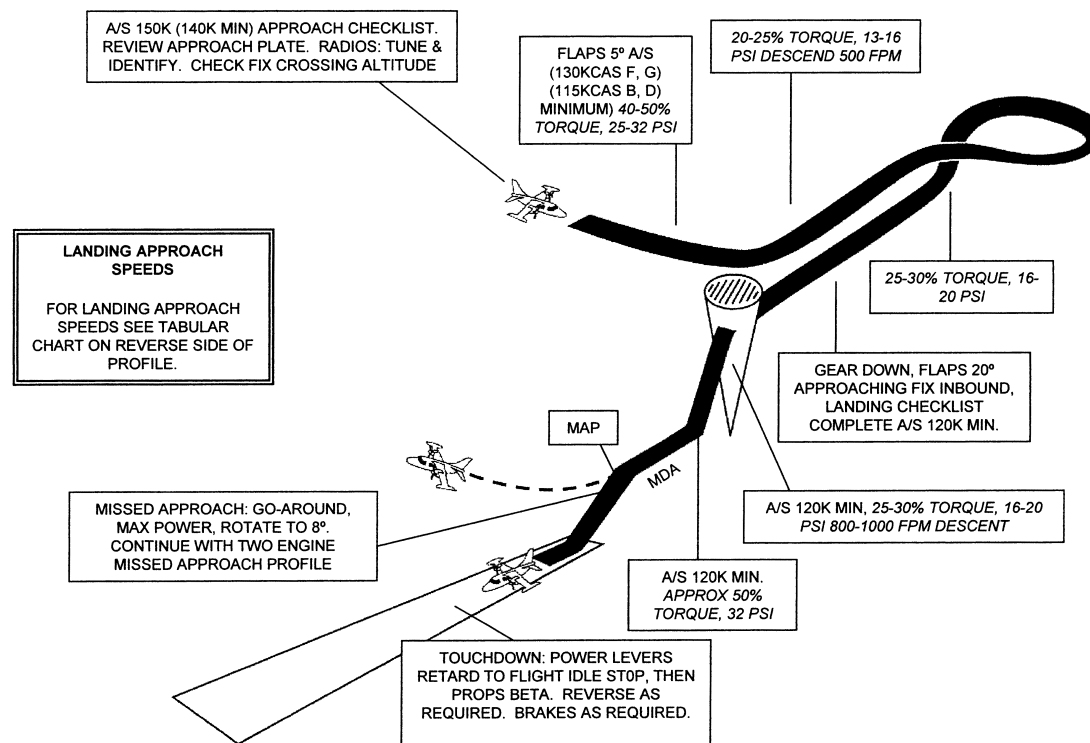 A/S 150K (140K MIN) APPROACH CHECKLIST.
REVIEW APPROACH PLATE. RADIOS: TUNE &
IDENTIFY. CHECK FIX CROSSING ALTITUDE
FLAPS 5º A/S
(130KCAS F, G)
(115KCAS B, D)
MINIMUM) 40-50%
TORQUE, 25-32 PSI
20-25% TORQUE, 13-16
PSI DESCEND 500 FPM
LANDING APPROACH
SPEEDS
FOR LANDING APPROACH
SPEEDS SEE TABULAR
CHART ON REVERSE SIDE OF
PROFILE.
25-30% TORQUE, 16-
20 PSI
GEAR DOWN, FLAPS 20º
APPROACHING FIX INBOUND,
LANDING CHECKLIST
COMPLETE A/S 120K MIN.
MAP
MDA
MISSED APPROACH: GO-AROUND,
MAX POWER, ROTATE TO 8º.
CONTINUE WITH TWO ENGINE
MISSED APPROACH PROFILE
A/S 120K MIN, 25-30% TORQUE, 16-20
PSI 800-1000 FPM DESCENT
A/S 120K MIN.
APPROX 50%
TORQUE, 32 PSI
TOUCHDOWN: POWER LEVERS
RETARD TO FLIGHT IDLE ST0P, THEN
PROPS BETA. REVERSE AS
REQUIRED. BRAKES AS REQUIRED.